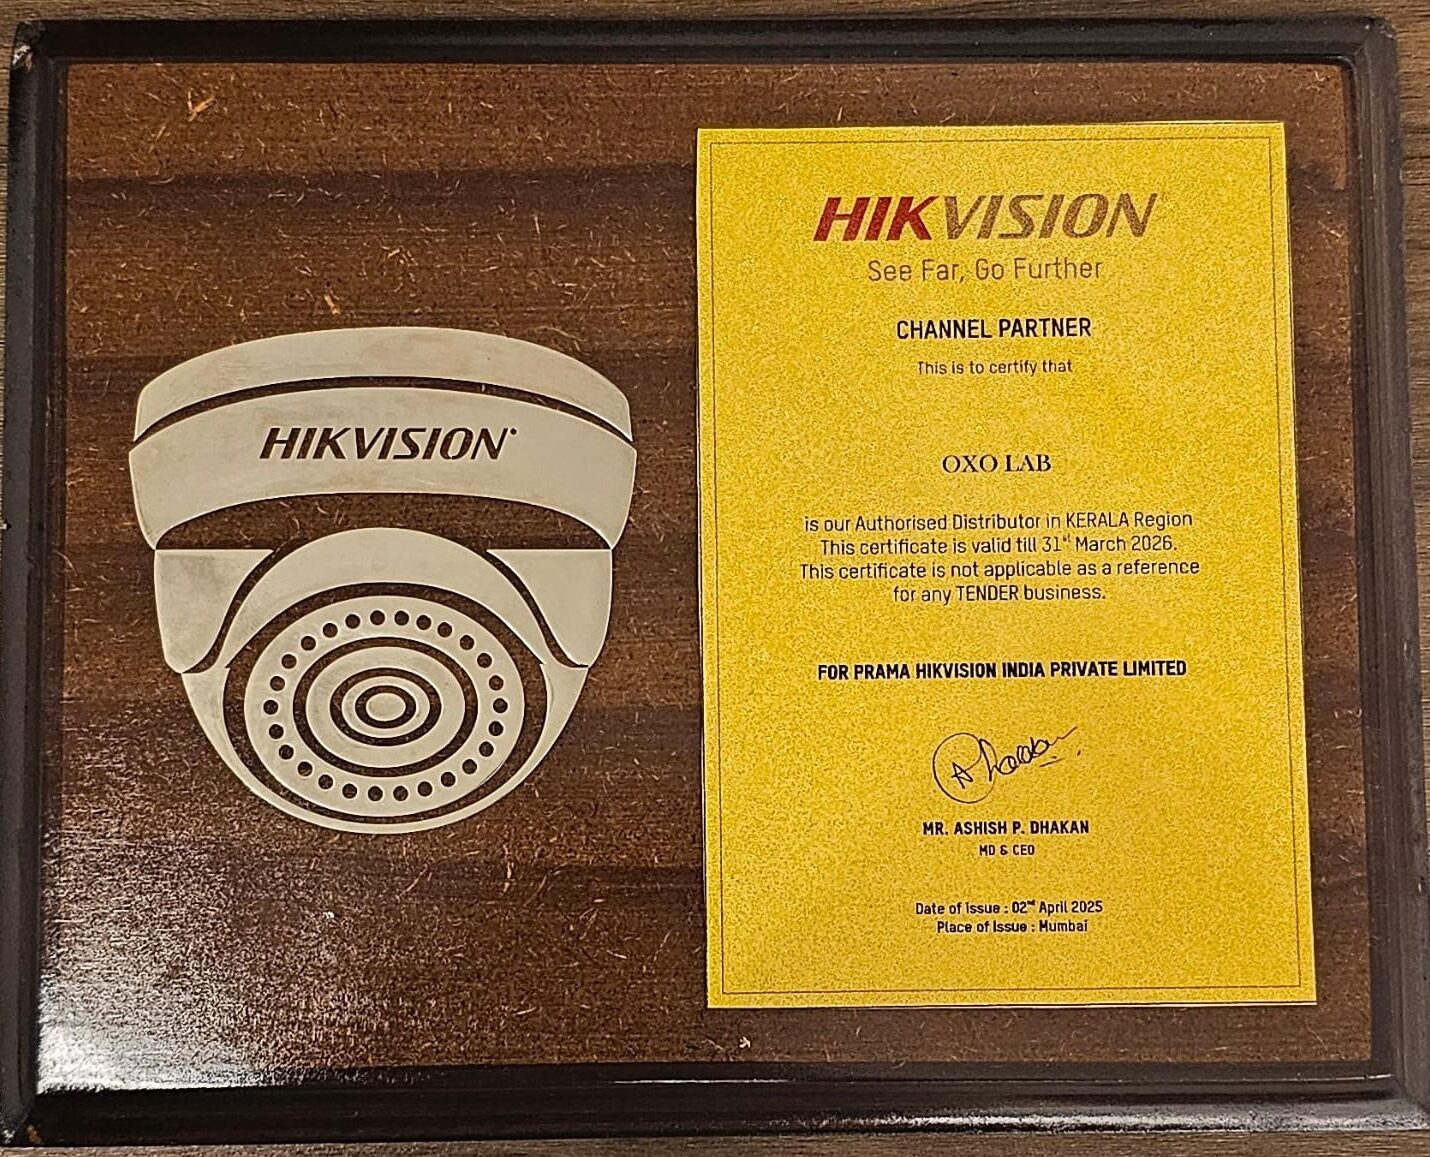 HIKVISION
HIKVISION
See Far, Go Further
CHANNEL PARTNER
This is to certify that
OXO LAB
is our Authorised Distributor in KERALA Region
This certificate is valid till 31st March 2026.
This certificate is not applicable as a reference
for any TENDER business.
FOR PRAMA HIKVISION INDIA PRIVATE LIMITED
MR. ASHISH P. DHAKAN
MD & CEO
Date of issue : 02nd April 2025
Place of Issue : Mumbai